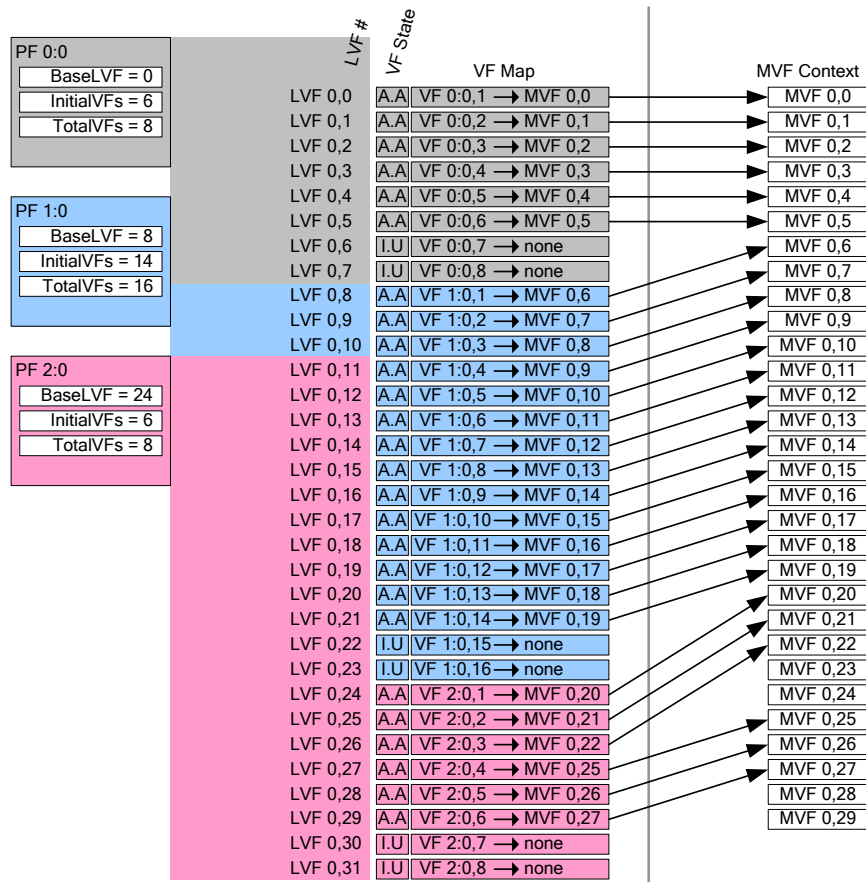 LVF #
VF State
VF Map
MVF Context
PF 0:0
BaseLVF = 0
InitialVFs = 6
TotalVFs = 8
PF 1:0
BaseLVF = 8
InitialVFs = 14
TotalVFs = 16
PF 2:0
BaseLVF = 24
InitialVFs = 6
TotalVFs = 8
LVF 0,0 A.A VF 0:0,1 → MVF 0,0 MVF 0,0
LVF 0,1 A.A VF 0:0,2 → MVF 0,1 MVF 0,1
LVF 0,2 A.A VF 0:0,3 → MVF 0,2 MVF 0,2
LVF 0,3 A.A VF 0:0,4 → MVF 0,3 MVF 0,3
LVF 0,4 A.A VF 0:0,5 → MVF 0,4 MVF 0,4
LVF 0,5 A.A VF 0:0,6 → MVF 0,5 MVF 0,5
LVF 0,6 I.U VF 0:0,7 → none MVF 0,6
LVF 0,7 I.U VF 0:0,8 → none MVF 0,7
LVF 0,8 A.A VF 1:0,1 → MVF 0,6 MVF 0,8
LVF 0,9 A.A VF 1:0,2 → MVF 0,7 MVF 0,9
LVF 0,10 A.A VF 1:0,3 → MVF 0,8 MVF 0,10
LVF 0,11 A.A VF 1:0,4 → MVF 0,9 MVF 0,11
LVF 0,12 A.A VF 1:0,5 → MVF 0,10 MVF 0,12
LVF 0,13 A.A VF 1:0,6 → MVF 0,11 MVF 0,13
LVF 0,14 A.A VF 1:0,7 → MVF 0,12 MVF 0,14
LVF 0,15 A.A VF 1:0,8 → MVF 0,13 MVF 0,15
LVF 0,16 A.A VF 1:0,9 → MVF 0,14 MVF 0,16
LVF 0,17 A.A VF 1:0,10 → MVF 0,15 MVF 0,17
LVF 0,18 A.A VF 1:0,11 → MVF 0,16 MVF 0,18
LVF 0,19 A.A VF 1:0,12 → MVF 0,17 MVF 0,19
LVF 0,20 A.A VF 1:0,13 → MVF 0,18 MVF 0,20
LVF 0,21 A.A VF 1:0,14 → MVF 0,19 MVF 0,21
LVF 0,22 I.U VF 1:0,15 → none MVF 0,22
LVF 0,23 I.U VF 1:0,16 → none MVF 0,23
LVF 0,24 A.A VF 2:0,1 → MVF 0,20 MVF 0,24
LVF 0,25 A.A VF 2:0,2 → MVF 0,21 MVF 0,25
LVF 0,26 A.A VF 2:0,3 → MVF 0,22 MVF 0,26
LVF 0,27 A.A VF 2:0,4 → MVF 0,25 MVF 0,27
LVF 0,28 A.A VF 2:0,5 → MVF 0,26 MVF 0,28
LVF 0,29 A.A VF 2:0,6 → MVF 0,27 MVF 0,29
LVF 0,30 I.U VF 2:0,7 → none
LVF 0,31 I.U VF 2:0,8 → none